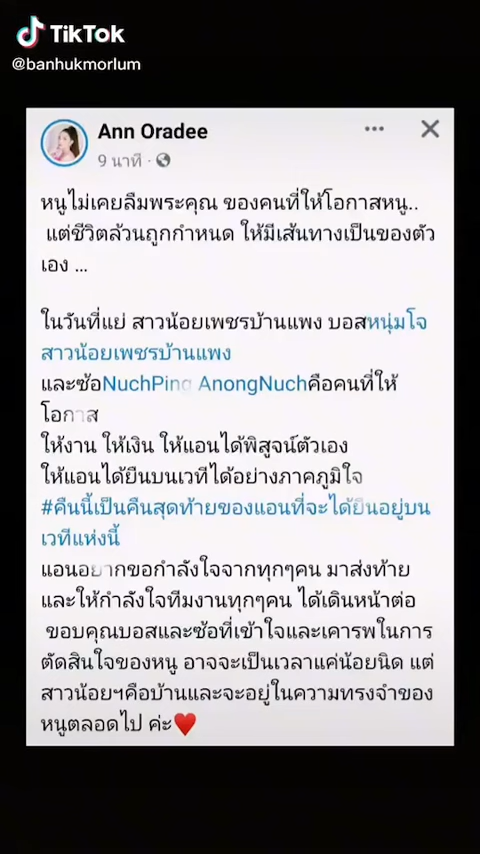 TikTok
@banhukmorlum
Ann Oradee
9 นาที ·
หนูไม่เคยลืมพระคุณ ของคนที่ให้โอกาสหนู..
แต่ชีวิตล้วนถูกกำหนด ให้มีเส้นทางเป็นของตัว
เอง ...
ในวันที่แย่ สาวน้อยเพชรบ้านแพง บอสหนุ่มโจ
สาวน้อยเพชรบ้านแพง
และซ้อNuchPing AnongNuchคือคนที่ให้
โอกาส
ให้งาน ให้เงิน ให้แอนได้พิสูจน์ตัวเอง
ให้แอนได้ยืนบนเวทีได้อย่างภาคภูมิใจ
#คืนนี้เป็นคืนสุดท้ายของแอนที่จะได้ยืนอยู่บน
เวทีแห่งนี้
แอนอยากขอกำลังใจจากทุกๆคน มาส่งท้าย
และให้กำลังใจทีมงานทุกๆคน ได้เดินหน้าต่อ
ขอบคุณบอสและซ้อที่เข้าใจและเคารพในการ
ตัดสินใจของหนู อาจจะเป็นเวลาแค่น้อยนิด แต่
สาวน้อยฯคือบ้านและจะอยู่ในความทรงจำของ
หนูตลอดไป ค่ะ❤️